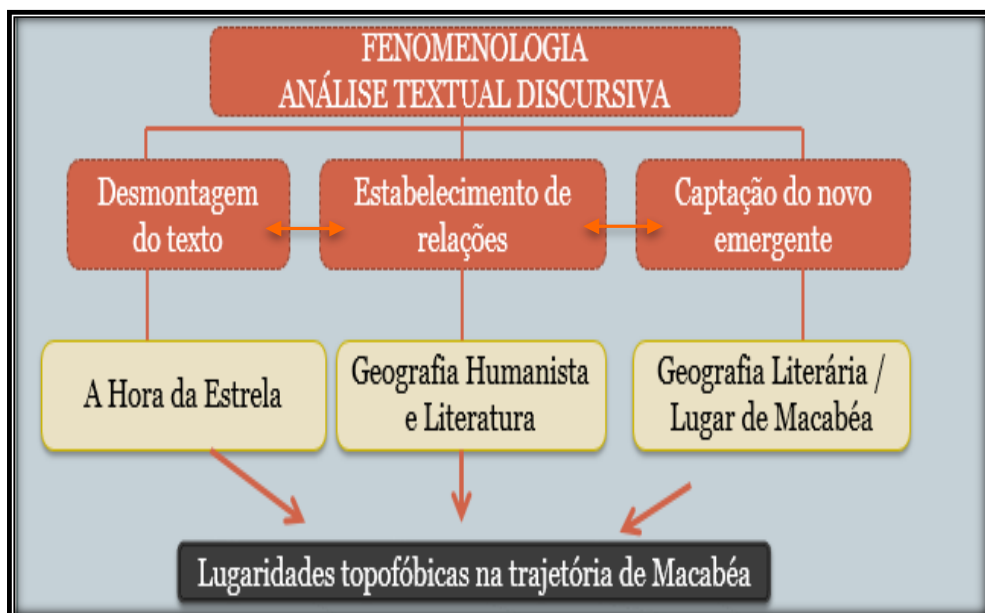 FENOMENOLOGIA
ANÁLISE TEXTUAL DISCURSIVA
Desmontagem
do texto
Estabelecimento de
relações
Captação do novo
emergente
A Hora da Estrela
Geografia Humanista
e Literatura
Geografia Literária /
Lugar de Macabéa
Lugaridades topofóbicas na trajetória de Macabéa